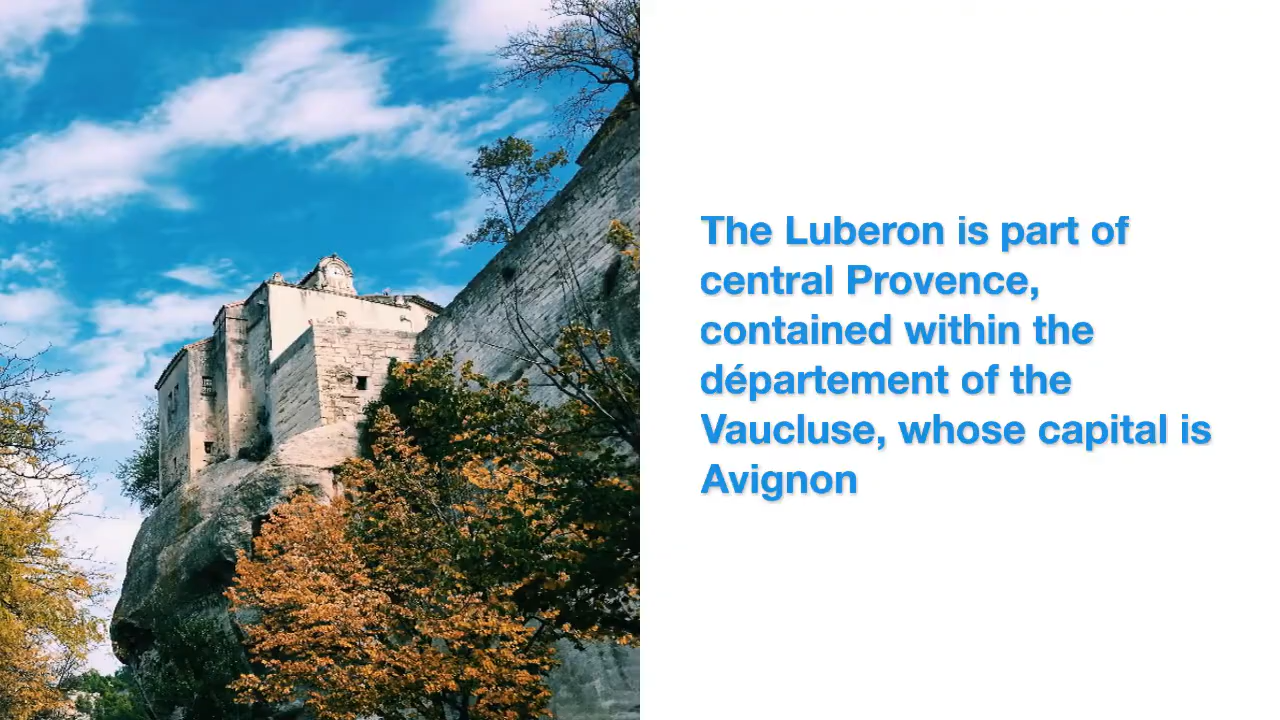 The Luberon is part of
central Provence,
contained within the
département of the
Vaucluse, whose capital is
Avignon